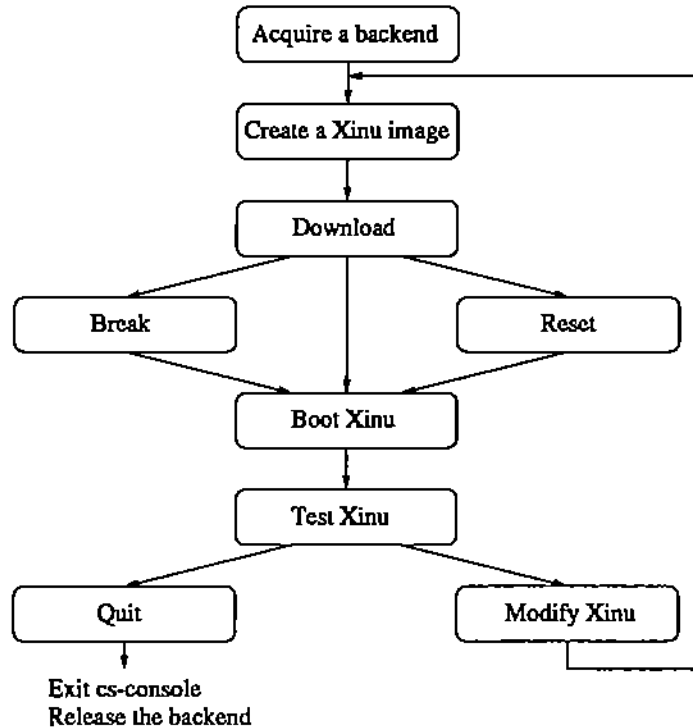 Acquire a backend
Create a Xinu image
Download
Break
Reset
Boot Xinu
Test Xinu
Quit
Modify Xinu
Exit cs-console
Release the backend